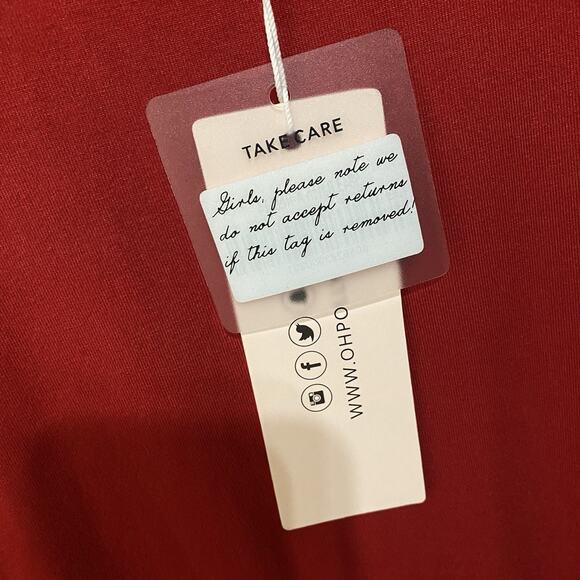 TAKE CARE
Girls, please note we
do not accept returns
if this tag is removed!
WWW.OHPO